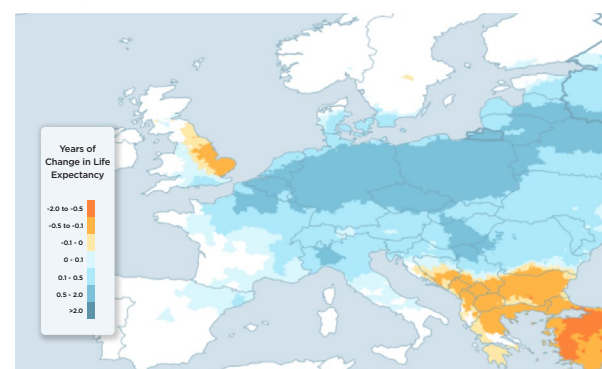 Years of
Change in Life
Expectancy
-2.0 to -0.5
-0.5 to -0.1
-0.1 - 0
0 - 0.1
0.1 - 0.5
0.5 - 2.0
>2.0